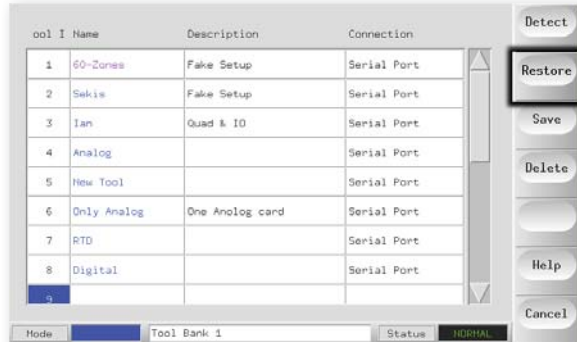 ool I Name Description Connection
1 60-Zones Fake Setup Serial Port
2 Sekis Fake Setup Serial Port
3 Ian Quad & IO Serial Port
4 Analog Serial Port
5 New Tool Serial Port
6 Only Analog One Anolog card Serial Port
7 RTD Serial Port
8 Digital Serial Port
9
Detect
Restore
Save
Delete
Help
Cancel
Mode Tool Bank 1 Status NORMAL